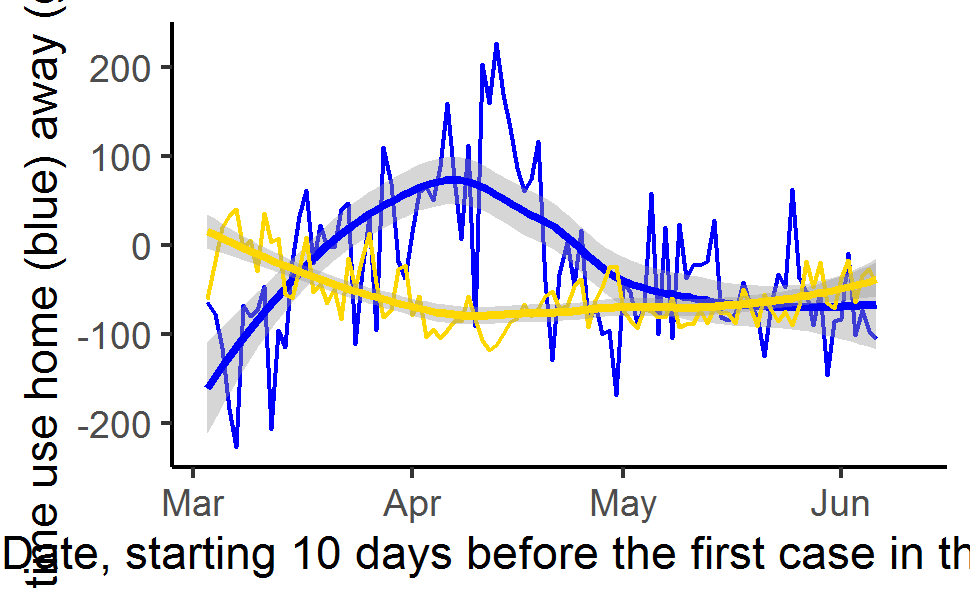 time use home (blue) away (
200
100
0
-100
-200
Mar Apr May Jun
Date, starting 10 days before the first case in th